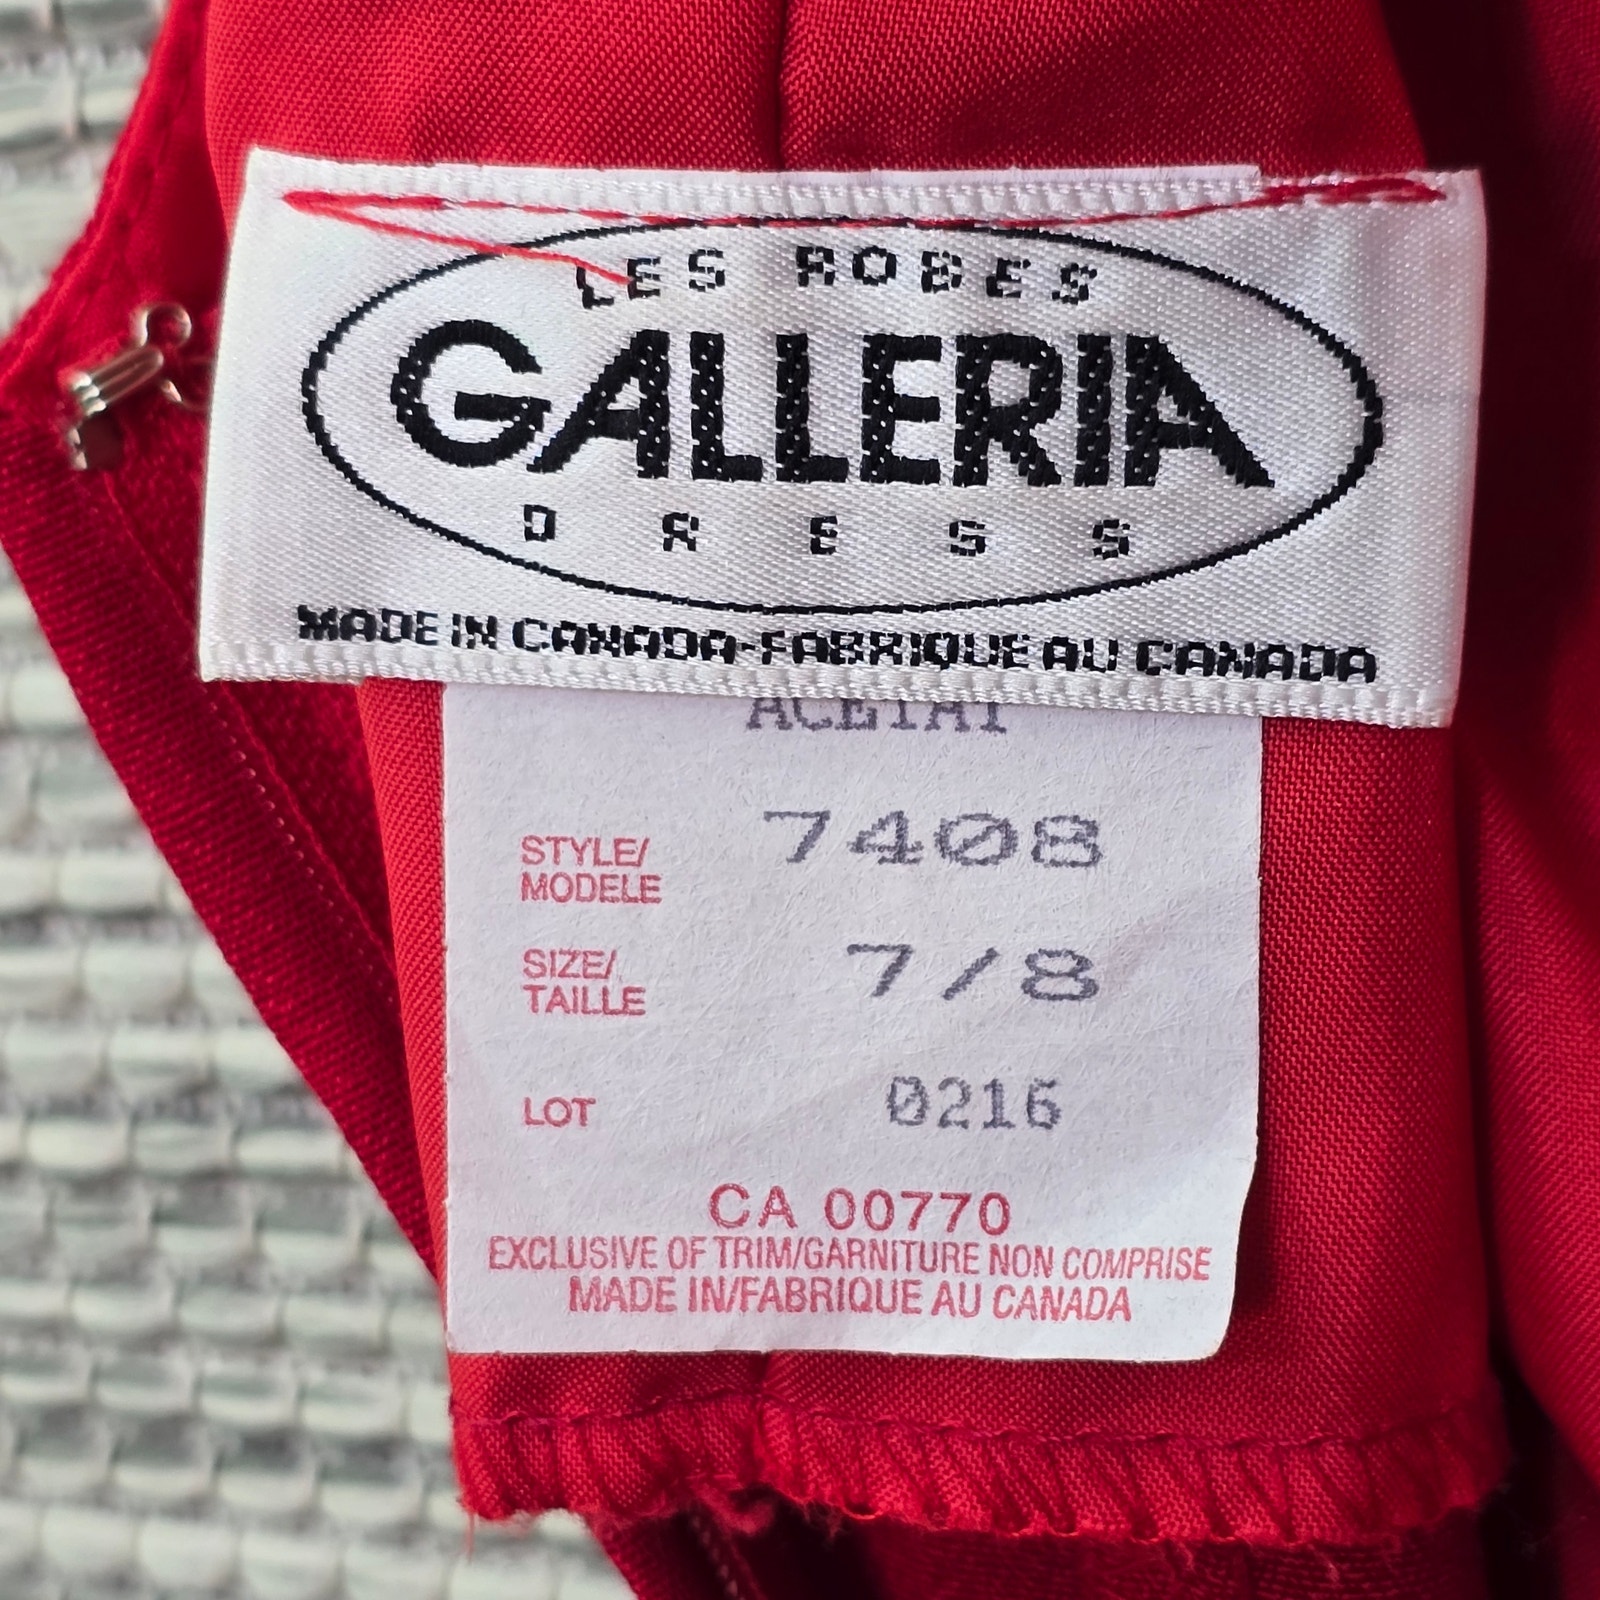 LES ROBES
GALLERIA
DRESS
MADE IN CANADA-FABRIQUE AU CANADA
ACETAT
STYLE/
MODELE 7408
SIZE/
TAILLE 7/8
LOT 0216
CA 00770
EXCLUSIVE OF TRIM/GARNITURE NON COMPRISE
MADE IN/FABRIQUE AU CANADA